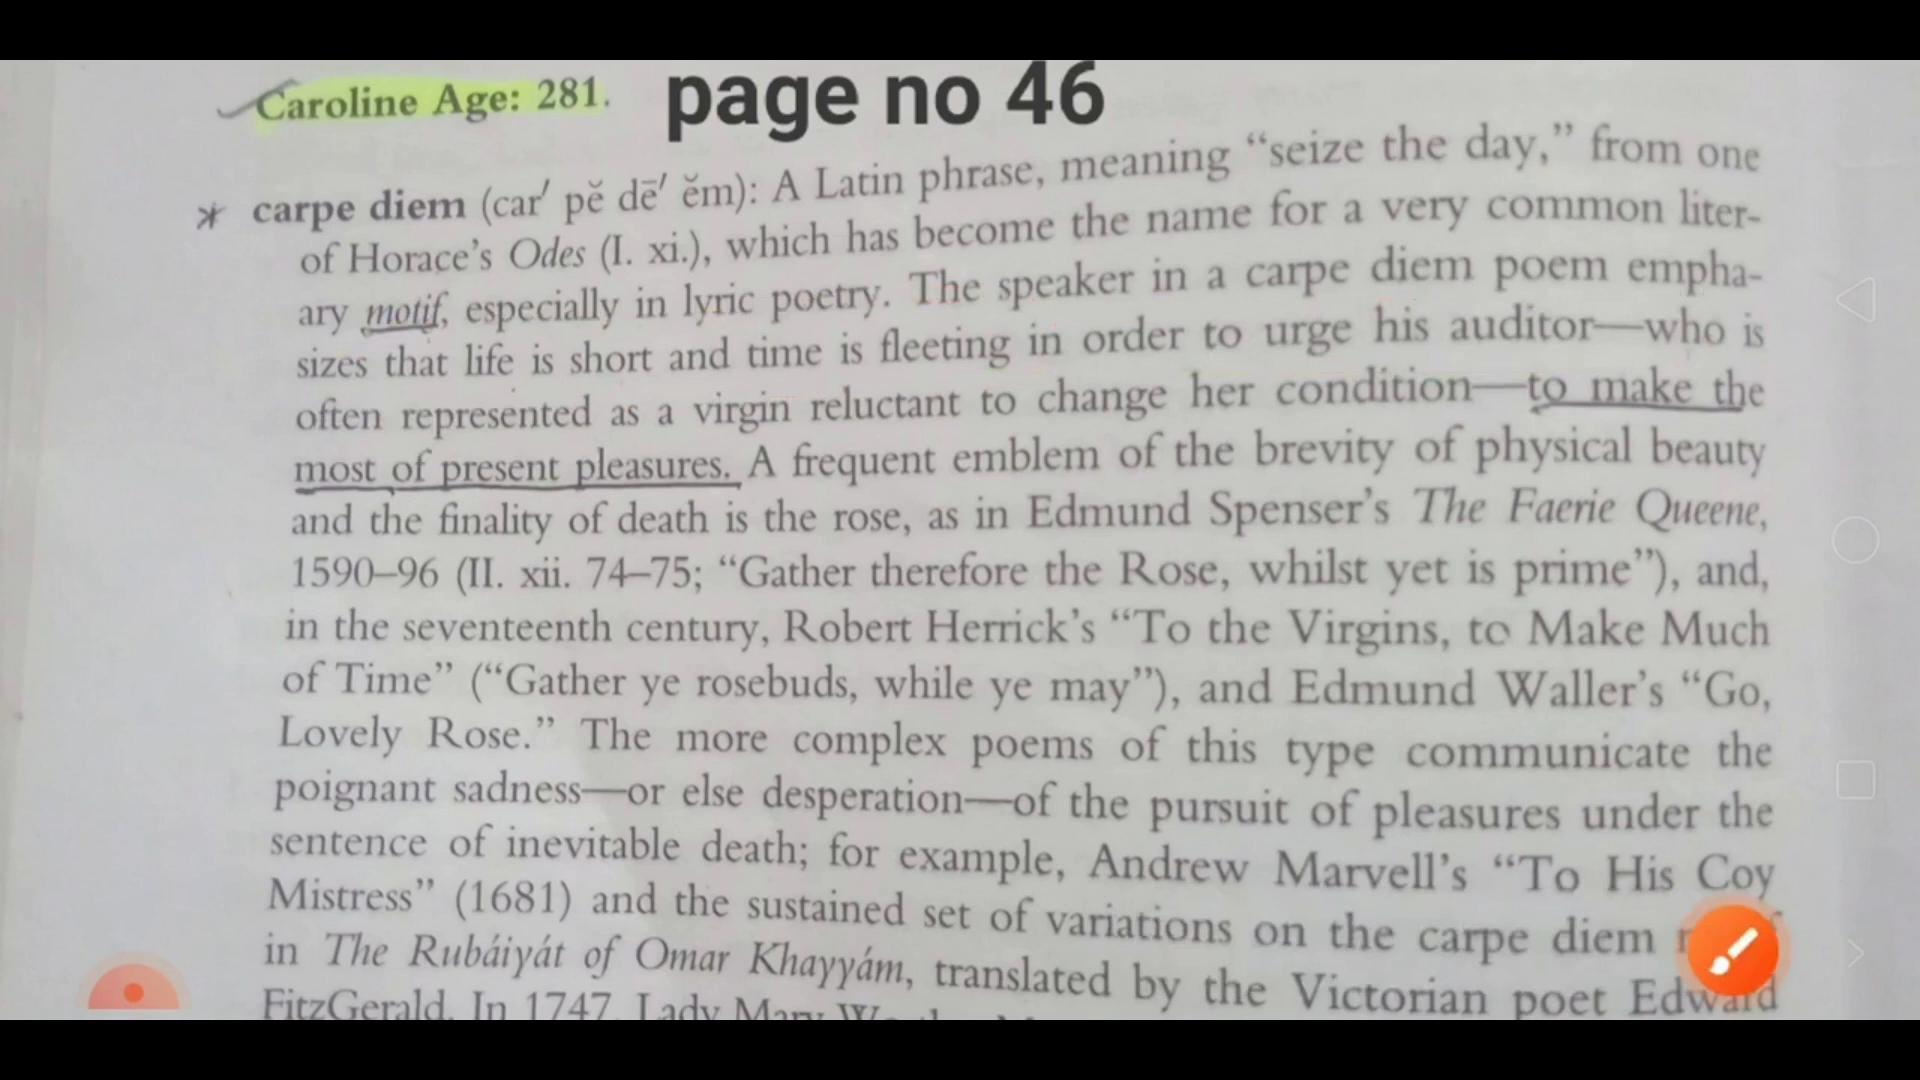 Caroline Age: 281.
page no 46
* carpe diem (car′ pĕ dē′ ĕm): A Latin phrase, meaning “seize the day,” from one
of Horace’s Odes (I. xi.), which has become the name for a very common liter-
ary motif, especially in lyric poetry. The speaker in a carpe diem poem empha-
sizes that life is short and time is fleeting in order to urge his auditor—who is
often represented as a virgin reluctant to change her condition—to make the
most of present pleasures. A frequent emblem of the brevity of physical beauty
and the finality of death is the rose, as in Edmund Spenser’s The Faerie Queene,
1590–96 (II. xii. 74–75; “Gather therefore the Rose, whilst yet is prime”), and,
in the seventeenth century, Robert Herrick’s “To the Virgins, to Make Much
of Time” (“Gather ye rosebuds, while ye may”), and Edmund Waller’s “Go,
Lovely Rose.” The more complex poems of this type communicate the
poignant sadness—or else desperation—of the pursuit of pleasures under the
sentence of inevitable death; for example, Andrew Marvell’s “To His Coy
Mistress” (1681) and the sustained set of variations on the carpe diem
in The Rubáiyát of Omar Khayyám, translated by the Victorian poet Edward
FitzGerald. In 1747, Lady Mary